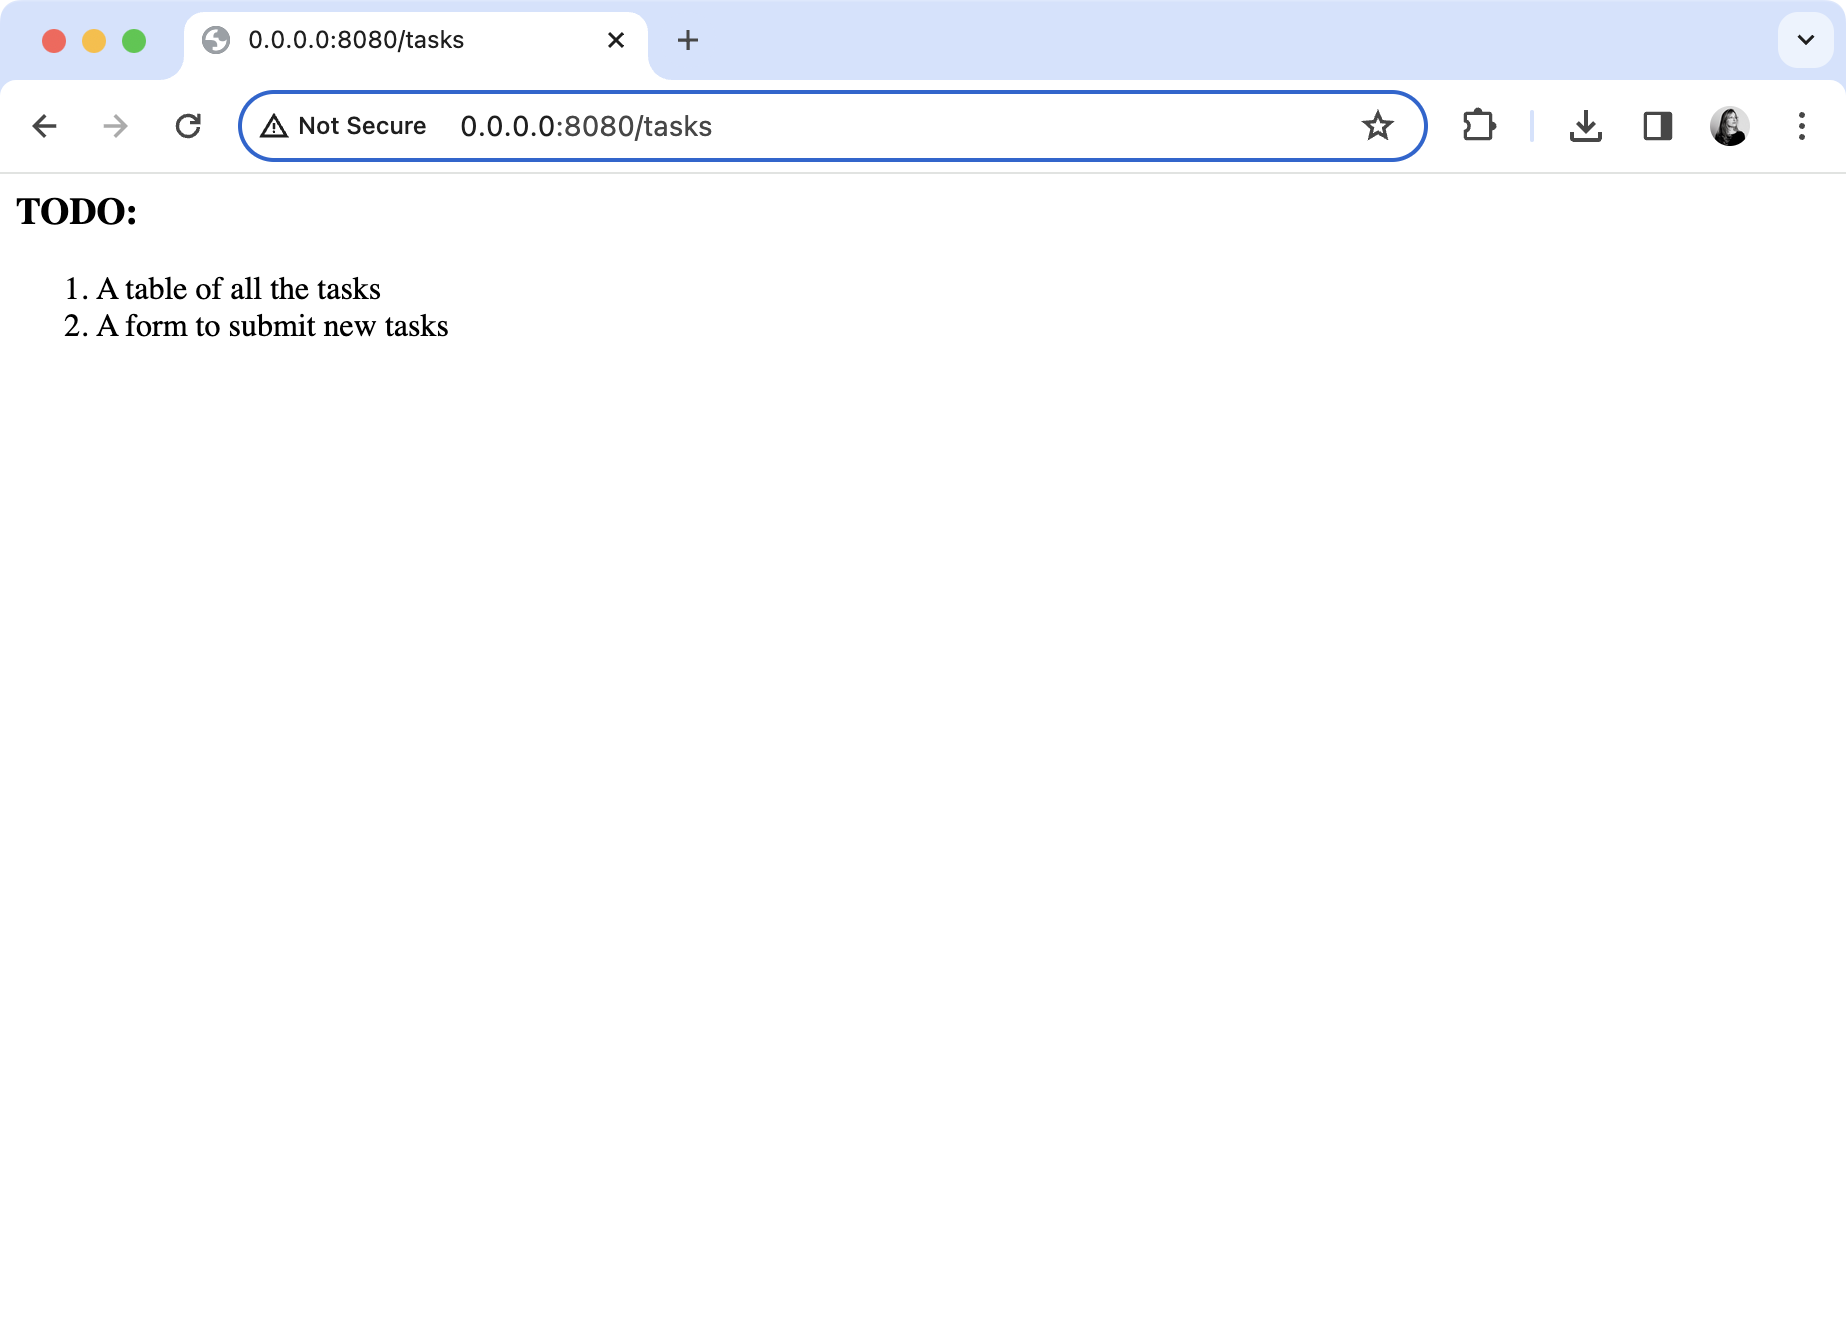 0.0.0.0:8080/tasks
Not Secure 0.0.0.0:8080/tasks
TODO:
1. A table of all the tasks
2. A form to submit new tasks